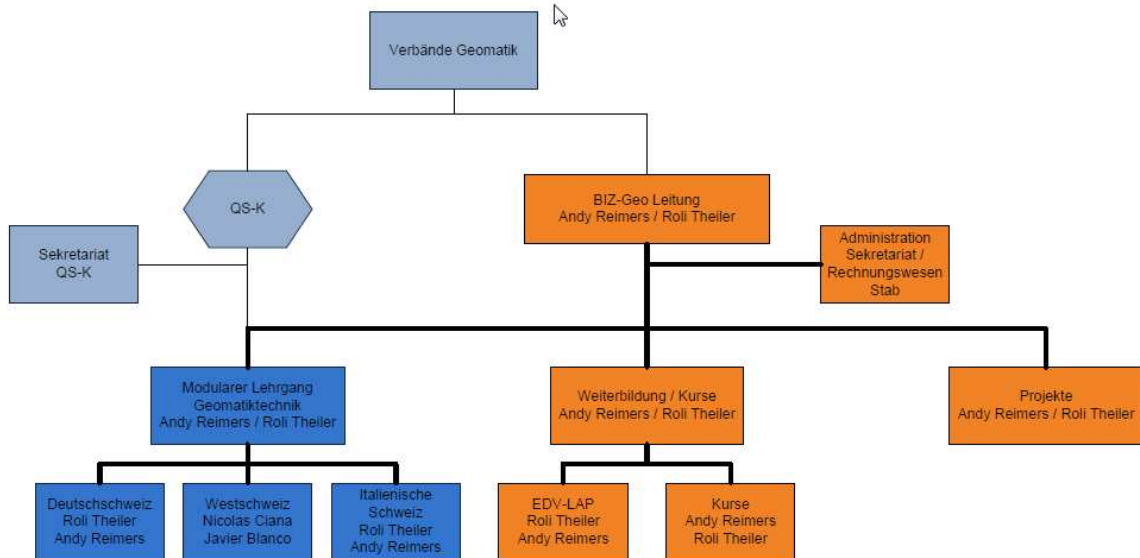 Verbände Geomatik
QS-K
BIZ-Geo Leitung
Andy Reimers / Roli Theiler
Sekretariat
QS-K
Administration
Sekretariat /
Rechnungswesen
Stab
Modularer Lehrgang
Geomatiktechnik
Andy Reimers / Roli Theiler
Weiterbildung / Kurse
Andy Reimers / Roli Theiler
Projekte
Andy Reimers / Roli Theiler
Deutschschweiz
Roli Theiler
Andy Reimers
Westschweiz
Nicolas Ciana
Javier Blanco
Italienische
Schweiz
Roli Theiler
Andy Reimers
EDV-LAP
Roli Theiler
Andy Reimers
Kurse
Andy Reimers
Roli Theiler